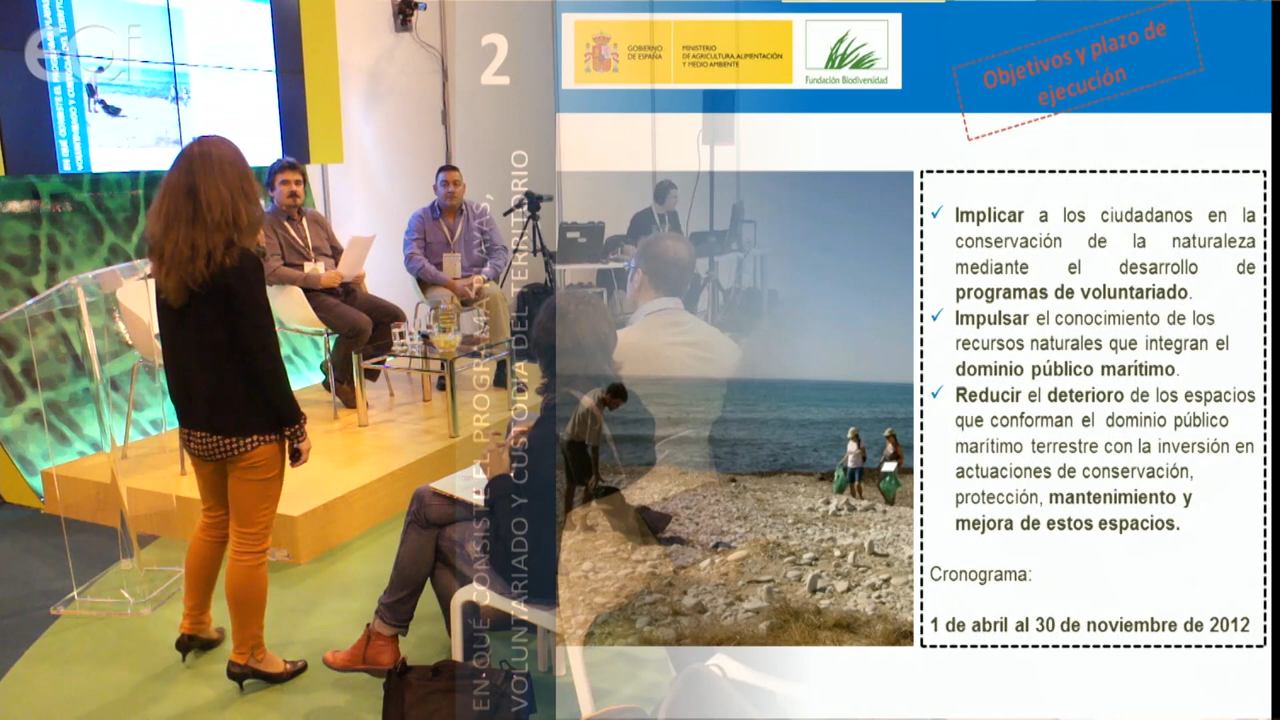 eoi
2
EN QUÉ CONSISTE EL PROGRAMA PLAYAS,
VOLUNTARIADO Y CUSTODIA DEL TERRITORIO
GOBIERNO
DE ESPAÑA
MINISTERIO
DE AGRICULTURA, ALIMENTACIÓN
Y MEDIO AMBIENTE
Fundación Biodiversidad
Objetivos y plazo de
ejecución
✓ Implicar a los ciudadanos en la
conservación de la naturaleza
mediante el desarrollo de
programas de voluntariado.
✓ Impulsar el conocimiento de los
recursos naturales que integran el
dominio público marítimo.
✓ Reducir el deterioro de los espacios
que conforman el dominio público
marítimo terrestre con la inversión en
actuaciones de conservación,
protección, mantenimiento y
mejora de estos espacios.
Cronograma:
1 de abril al 30 de noviembre de 2012